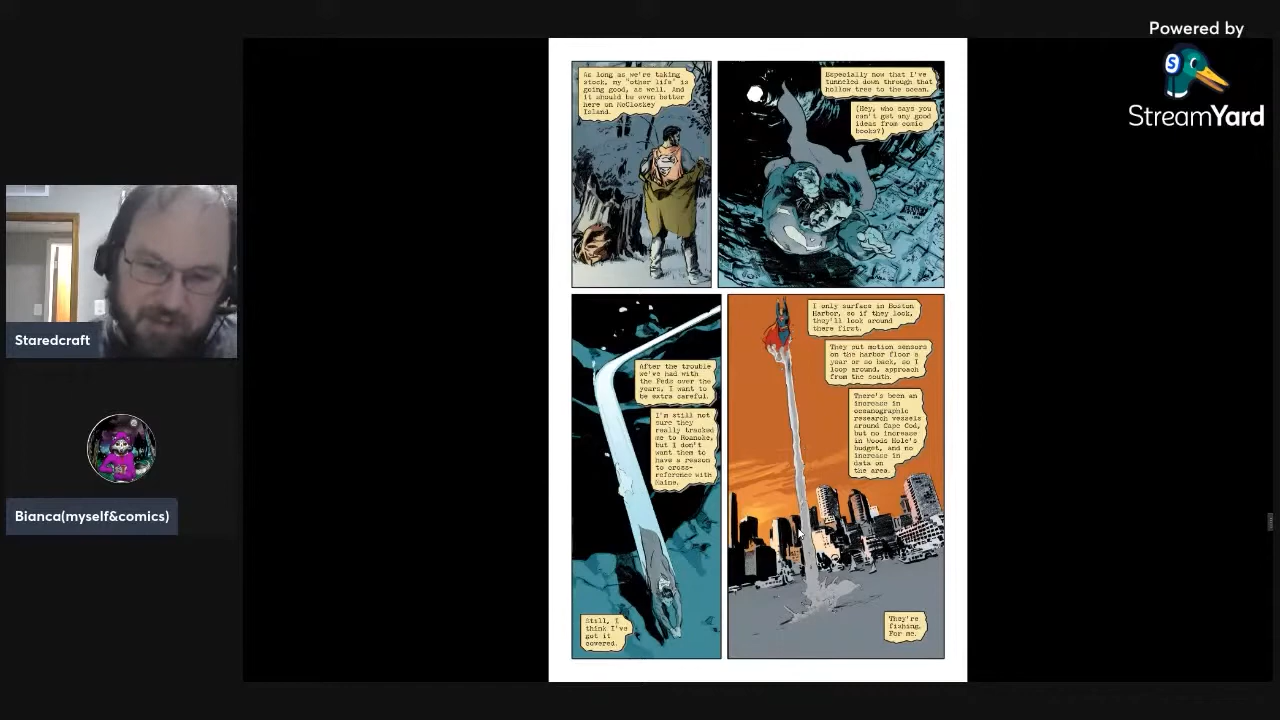 Powered by
S
StreamYard
As long as we're taking
stock, my "other life" is
going good, as well. And
it should be even better
here on McCloskey
Island.
Especially now that I've
tunneled down through that
hollow tree to the ocean.
(Hey, who says you
can't get any good
ideas from comic
books?)
After the trouble
we've had with
the Feds over the
years, I want to
be extra careful.
I'm still not
sure they
really tracked
me to Roanoke,
but I don't
want them to
have a reason
to cross-
reference with
Maine.
Still, I
think I've
got it
covered.
I only surface in Boston
Harbor, so if they look,
they'll look around
there first.
They put motion sensors
on the harbor floor a
year or so back, so I
loop around, approach
from the south.
There's been an
increase in
oceanographic
research vessels
around Cape Cod,
but no increase
in Woods Hole's
budget, and no
increase in
data on
the area.
They're
fishing.
For me.
Staredcraft
Bianca(myself&comics)